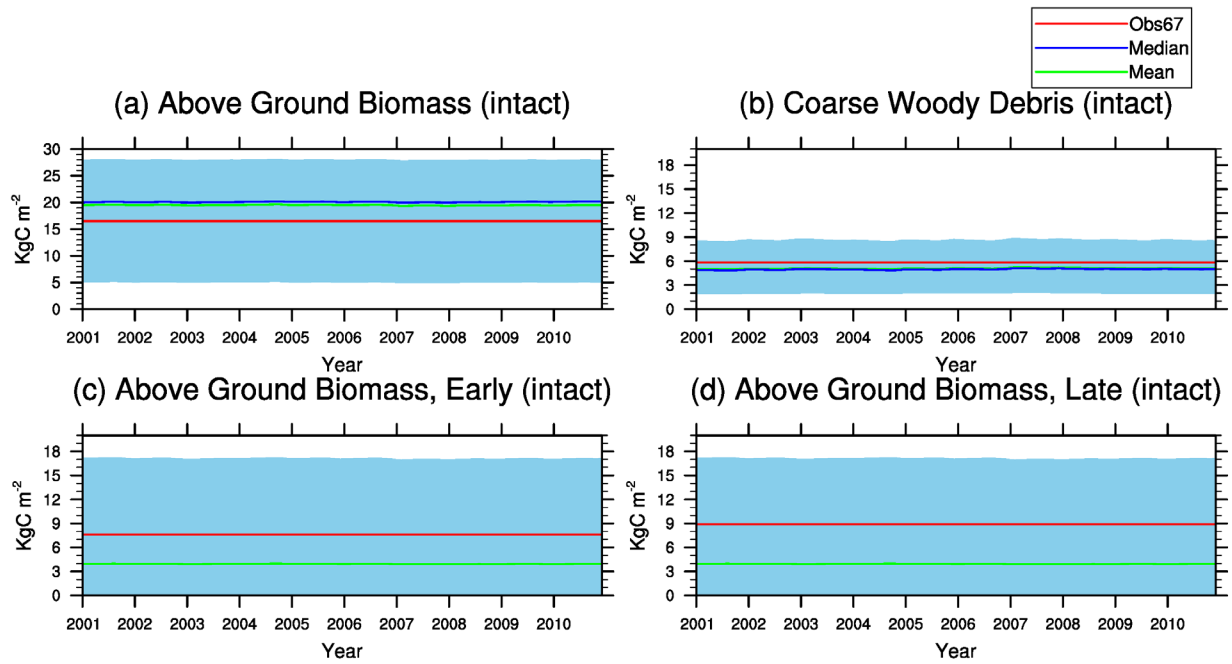 Obs67
Median
Mean
(a) Above Ground Biomass (intact)
(b) Coarse Woody Debris (intact)
KgC m-2
30
25
20
15
10
5
0
2001 2002 2003 2004 2005 2006 2007 2008 2009 2010
Year
KgC m-2
18
15
12
9
6
3
0
2001 2002 2003 2004 2005 2006 2007 2008 2009 2010
Year
(c) Above Ground Biomass, Early (intact)
(d) Above Ground Biomass, Late (intact)
KgC m-2
18
15
12
9
6
3
0
2001 2002 2003 2004 2005 2006 2007 2008 2009 2010
Year
KgC m-2
18
15
12
9
6
3
0
2001 2002 2003 2004 2005 2006 2007 2008 2009 2010
Year